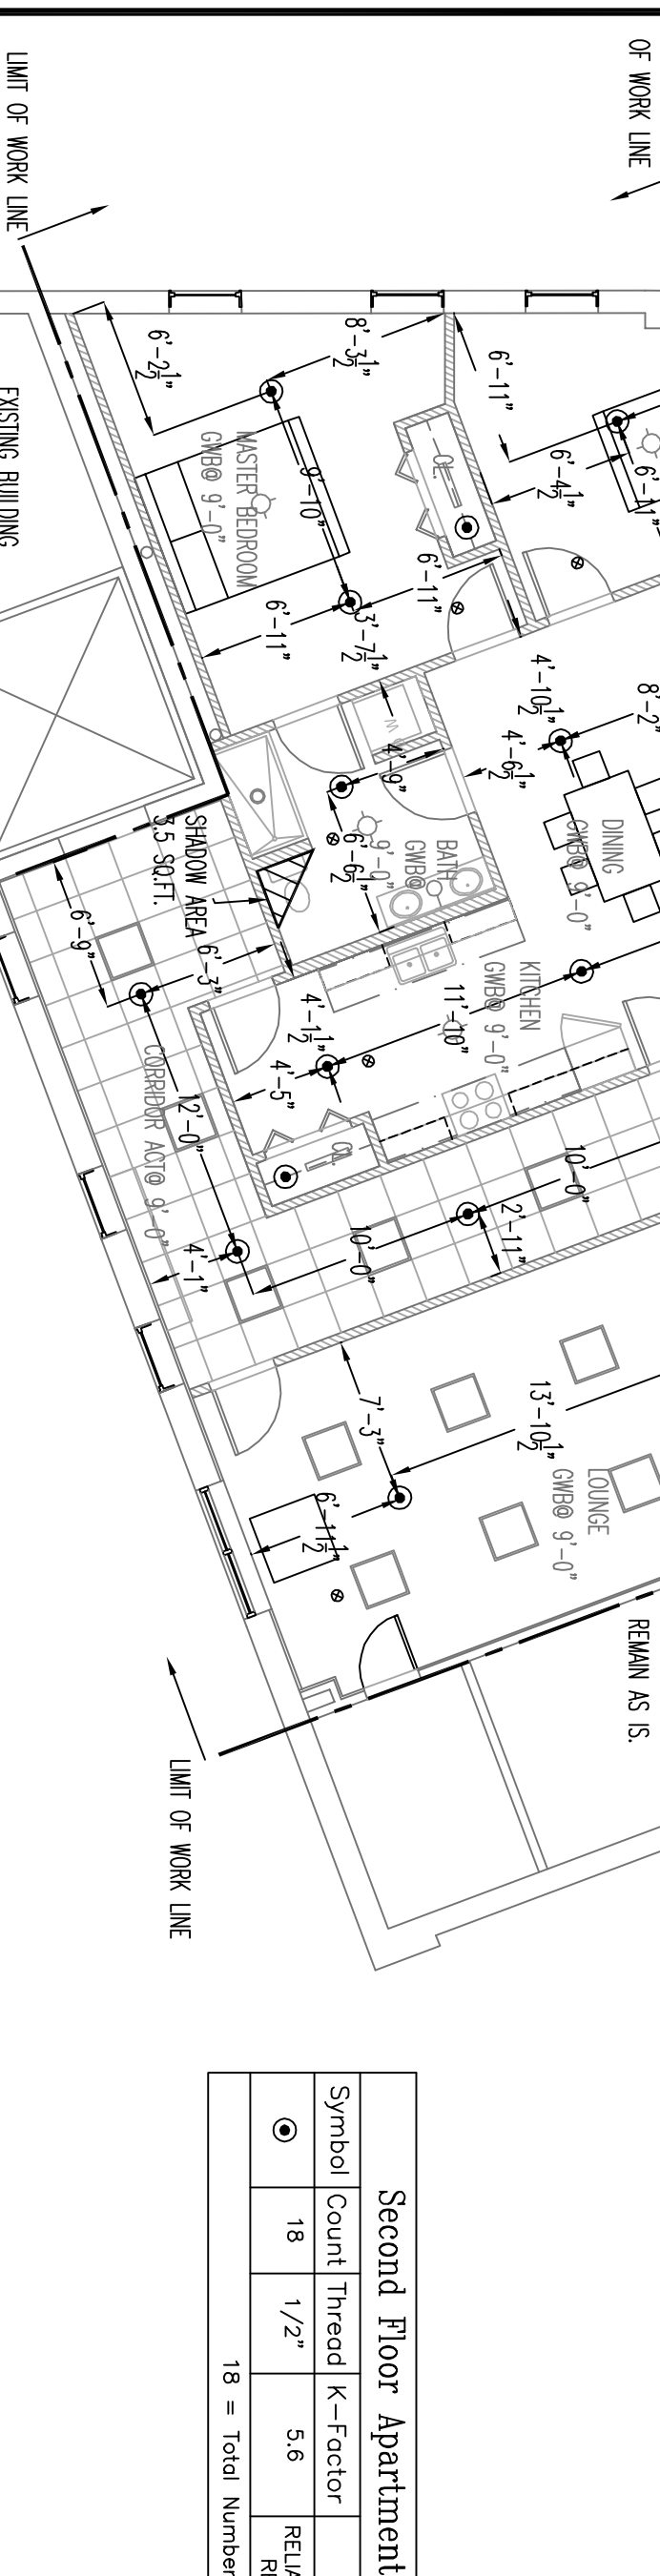 LIMIT OF WORK LINE
OF WORK LINE
EXISTING BUILDING
6'-2½"
8'-3½"
MASTER BEDROOM
GWB@ 9'-0"
9'-10"
6'-11"
6'-4½"
6'-11"
CL.
6'-11"
6'-11"
3'-7½"
W
4'-10½"
8'-2"
4'-6½"
DINING
GWB@ 9'-0"
4'-9"
6'-6½"
BATH
GWB@
9'-0"
SHADOW AREA
3.5 SQ.FT.
6'-9"
6'-3"
KITCHEN
GWB@ 9'-0"
11'-10"
4'-1½"
4'-5"
CL.
CORRIDOR ACT@ 9'-0"
12'-0"
4'-1"
10'-0"
10'-0"
2'-11"
7'-3"
13'-10½"
6'-11½"
LOUNGE
GWB@ 9'-0"
REMAIN AS IS.
LIMIT OF WORK LINE
Second Floor Apartment
Symbol Count Thread K-Factor
18 1/2" 5.6 RELIA
18 = Total Number